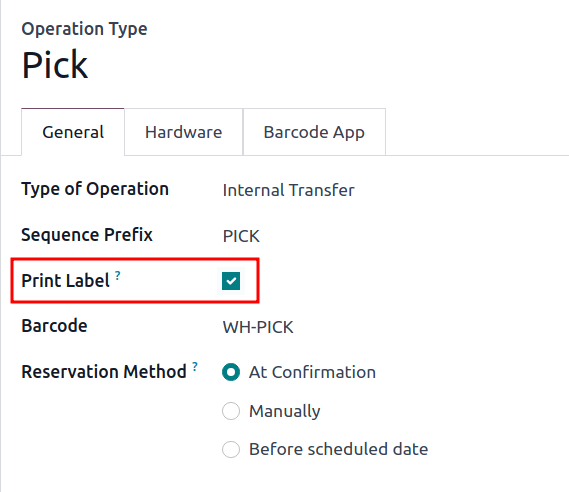 Operation Type
Pick
General Hardware Barcode App
Type of Operation Internal Transfer
Sequence Prefix PICK
Print Label ?
Barcode WH-PICK
Reservation Method ? At Confirmation
Manually
Before scheduled date